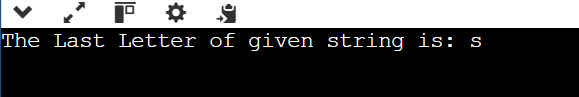 The Last Letter of given string is: s